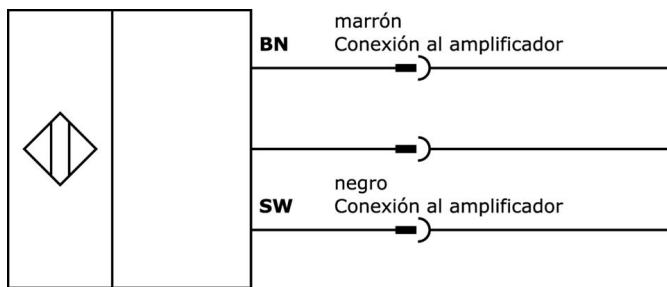 marrón
BN Conexión al amplificador
negro
SW Conexión al amplificador